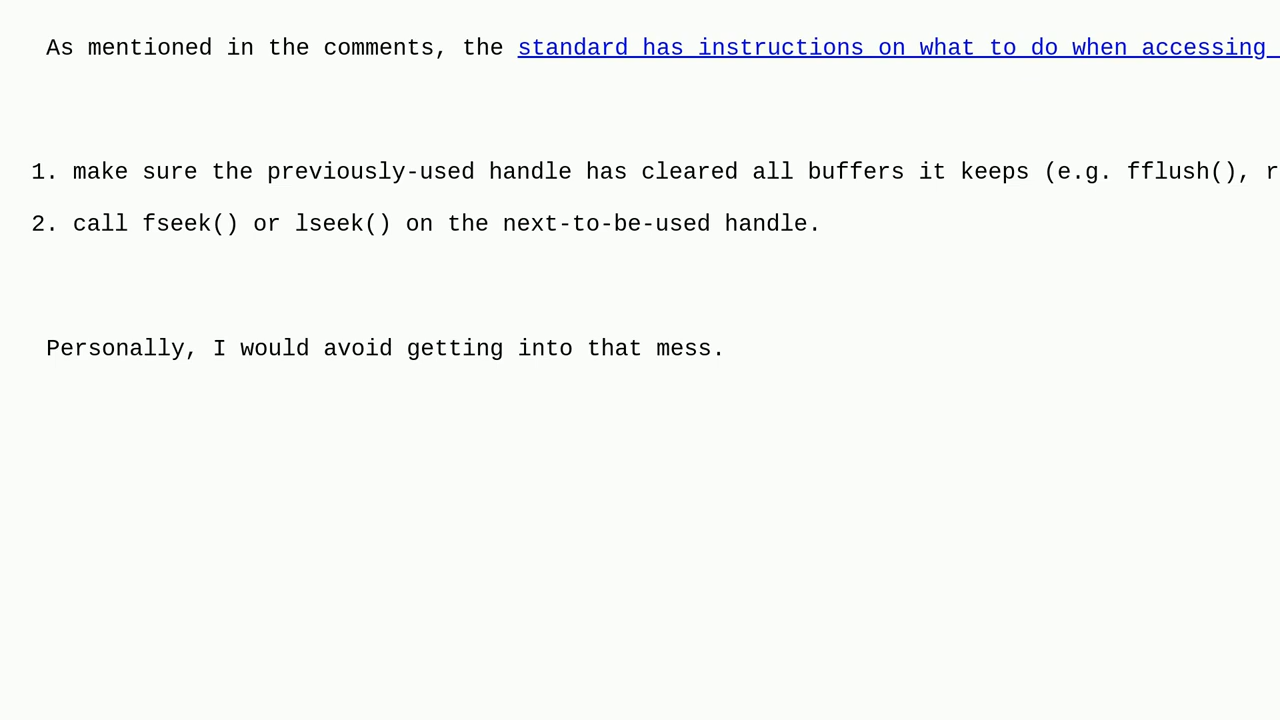 As mentioned in the comments, the standard has instructions on what to do when accessing
1. make sure the previously-used handle has cleared all buffers it keeps (e.g. fflush(),
2. call fseek() or lseek() on the next-to-be-used handle.
Personally, I would avoid getting into that mess.